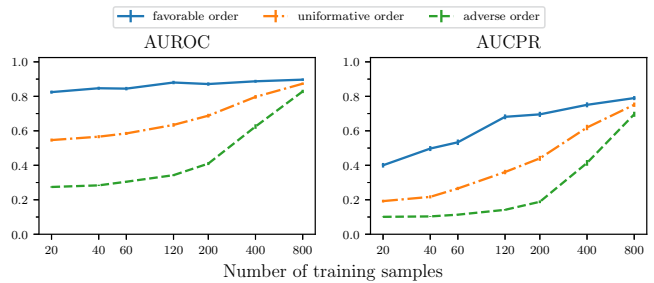 favorable order uniformative order adverse order
AUROC AUCPR
1.0 1.0
0.8 0.8
0.6 0.6
0.4 0.4
0.2 0.2
0.0 0.0
20 40 60 120 200 400 800 20 40 60 120 200 400 800
Number of training samples